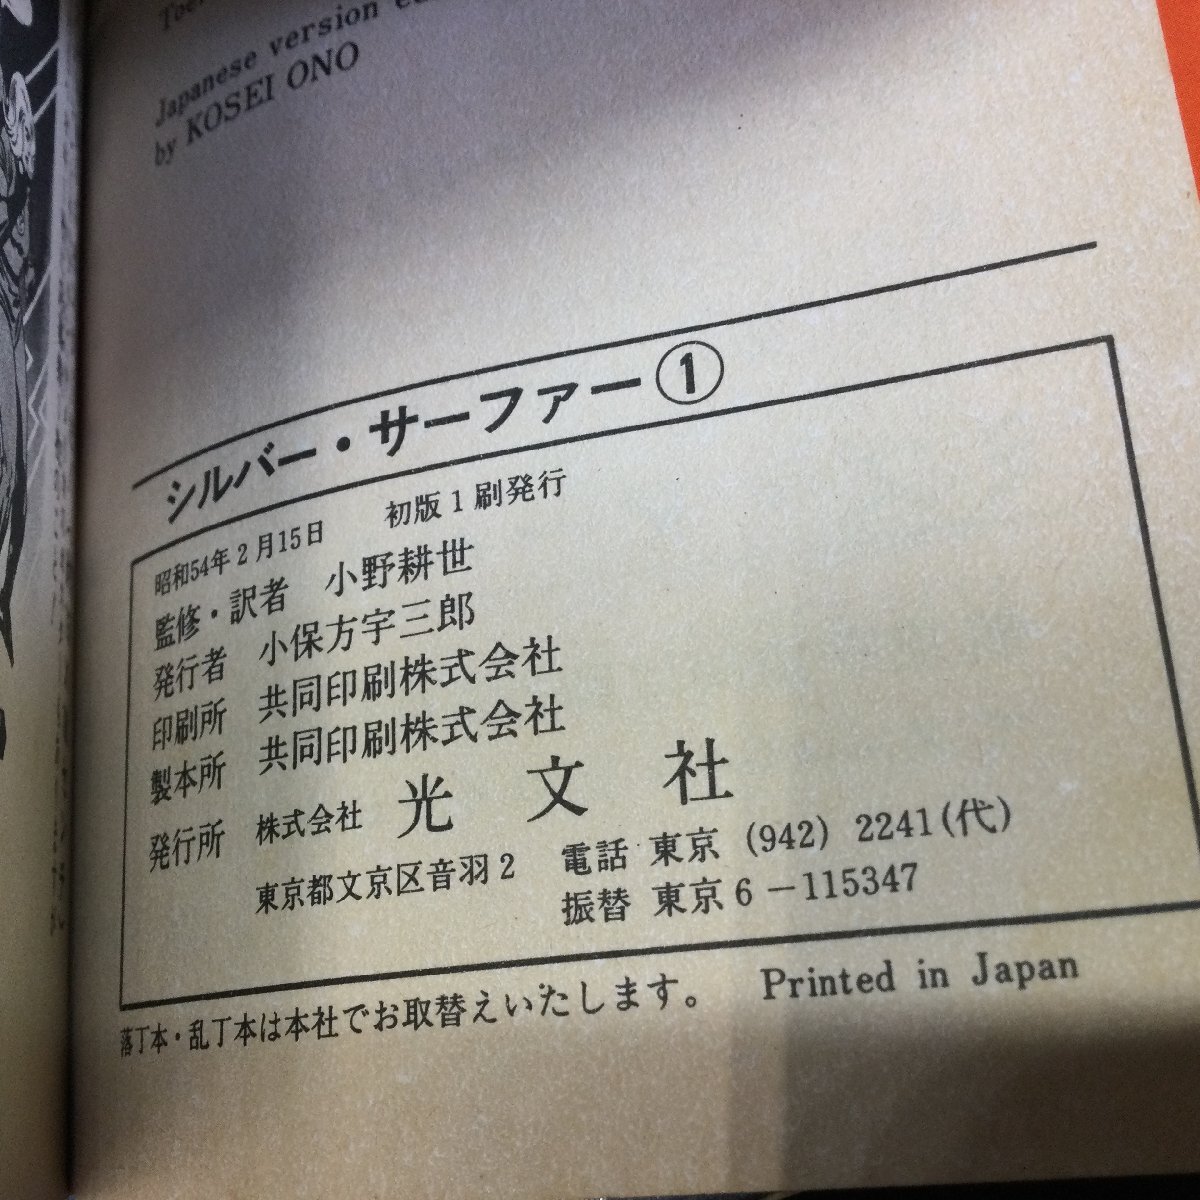 Japanese version
by KOSEI ONO
シルバー・サーファー①
昭和54年2月15日 初版1刷発行
監修・訳者 小野耕世
発行者 小保方宇三郎
印刷所 共同印刷株式会社
製本所 共同印刷株式会社
発行所 株式会社 光文社
東京都文京区音羽2 電話 東京 (942) 2241(代)
振替 東京6-115347
落丁本・乱丁本は本社でお取替えいたします。 Printed in Japan